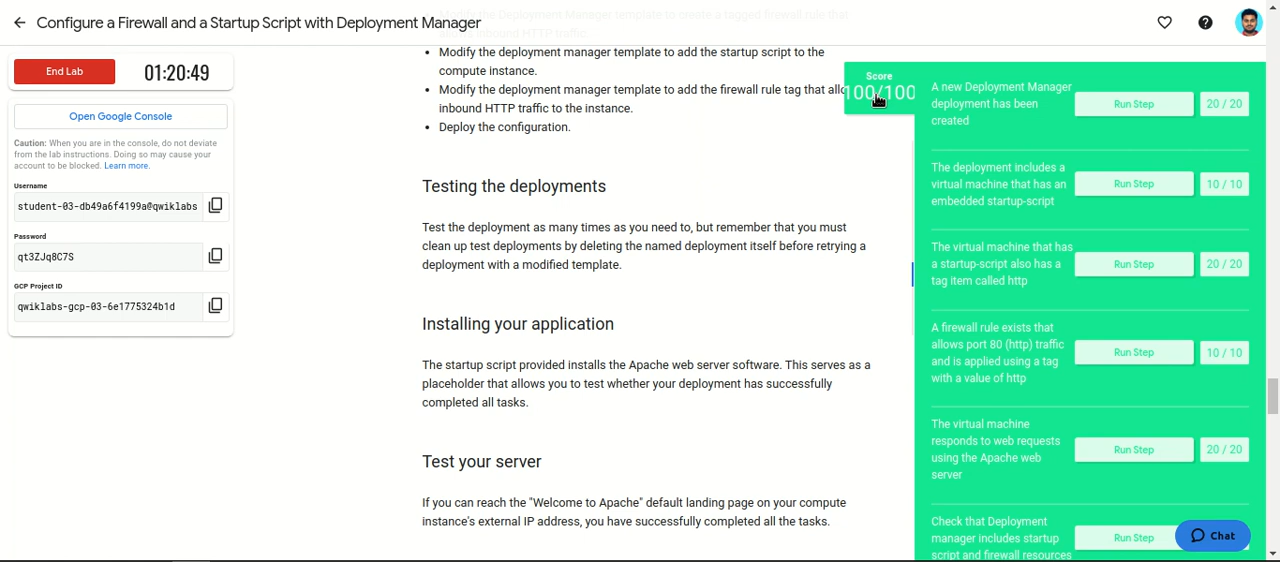 Configure a Firewall and a Startup Script with Deployment Manager
End Lab
01:20:49
Open Google Console
Caution: When you are in the console, do not deviate
from the lab instructions. Doing so may cause your
account to be blocked. Learn more.
Username
student-03-db49a6f4199a@qwiklabs
Password
qt3ZJq8C7S
GCP Project ID
qwiklabs-gcp-03-6e1775324b1d
Modify the Deployment Manager template to create a tagged firewall rule that
• Modify the deployment manager template to add the startup script to the
compute instance.
• Modify the deployment manager template to add the firewall rule tag that allo
inbound HTTP traffic to the instance.
• Deploy the configuration.
Testing the deployments
Test the deployment as many times as you need to, but remember that you must
clean up test deployments by deleting the named deployment itself before retrying a
deployment with a modified template.
Installing your application
The startup script provided installs the Apache web server software. This serves as a
placeholder that allows you to test whether your deployment has successfully
completed all tasks.
Test your server
If you can reach the "Welcome to Apache" default landing page on your compute
instance's external IP address, you have successfully completed all the tasks.
Score
100/100
A new Deployment Manager
deployment has been
created
Run Step
20 / 20
The deployment includes a
virtual machine that has an
embedded startup-script
Run Step
10 / 10
The virtual machine that has
a startup-script also has a
tag item called http
Run Step
20 / 20
A firewall rule exists that
allows port 80 (http) traffic
and is applied using a tag
with a value of http
Run Step
10 / 10
The virtual machine
responds to web requests
using the Apache web
server
Run Step
20 / 20
Check that Deployment
manager includes startup
script and firewall resources
Run Step
Chat